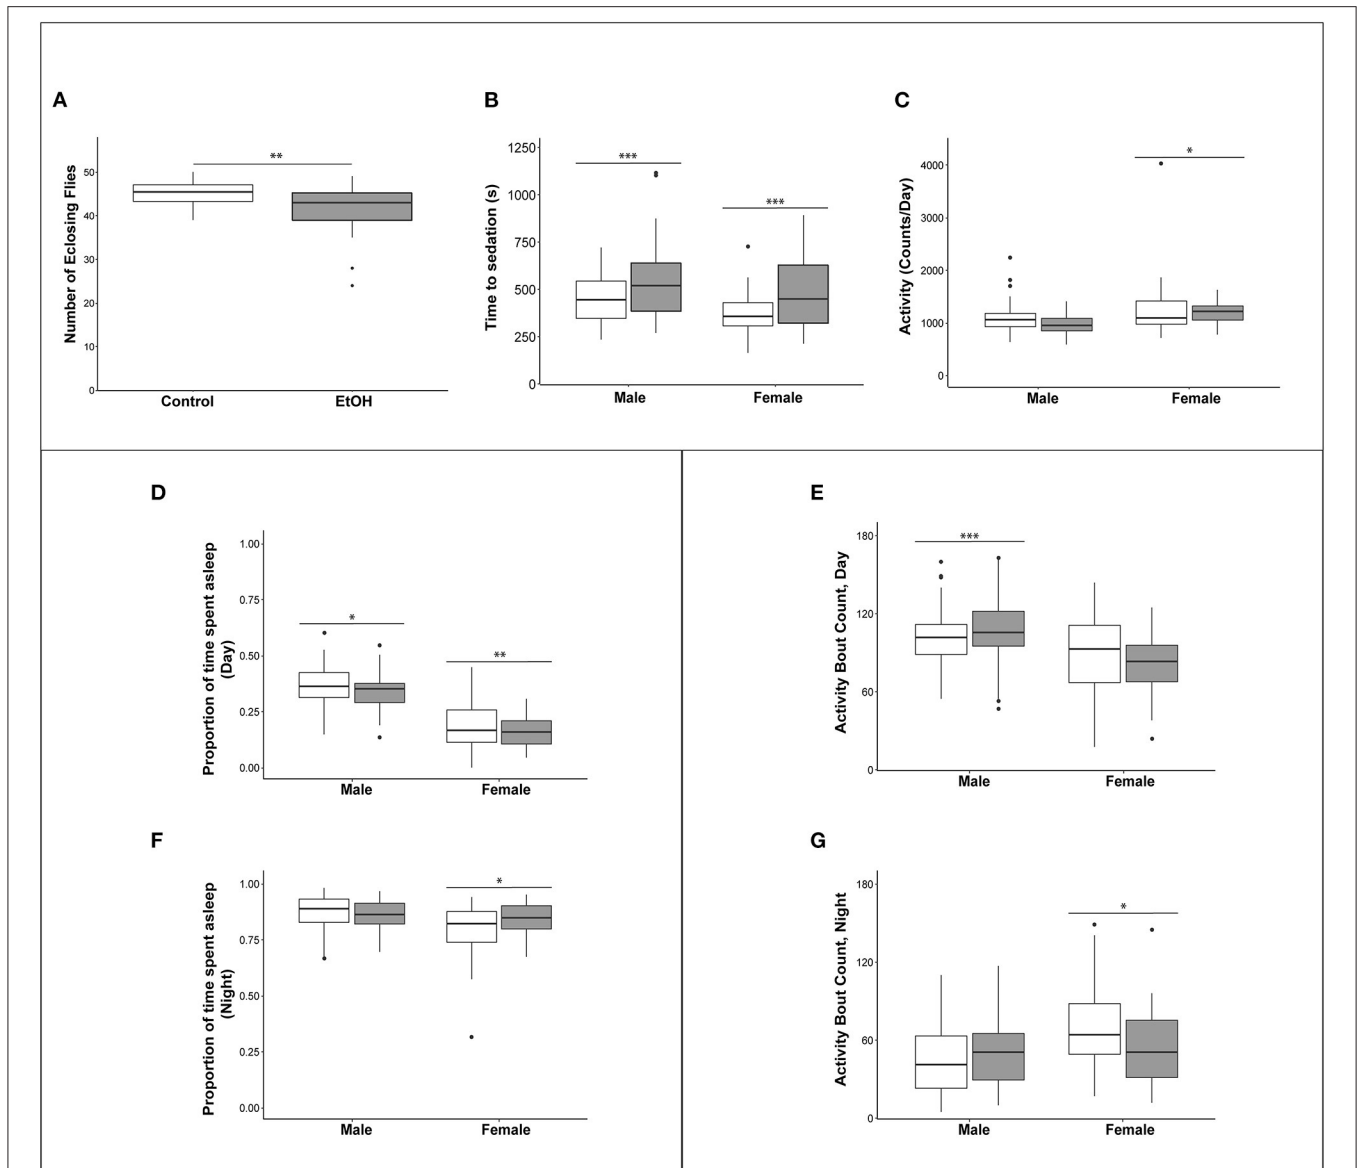 A
Number of Eclosing Flies
50
40
30
20
10
0
**
Control
EtOH
B
Time to sedation (s)
1250
1000
750
500
250
0
***
***
Male
Female
C
Activity (Counts/Day)
4000
3000
2000
1000
0
*
Male
Female
D
Proportion of time spent asleep
(Day)
1.00
0.75
0.50
0.25
0.00
*
**
Male
Female
E
Activity Bout Count, Day
180
120
60
0
***
Male
Female
F
Proportion of time spent asleep
(Night)
1.00
0.75
0.50
0.25
0.00
*
Male
Female
G
Activity Bout Count, Night
180
120
60
0
*
Male
Female